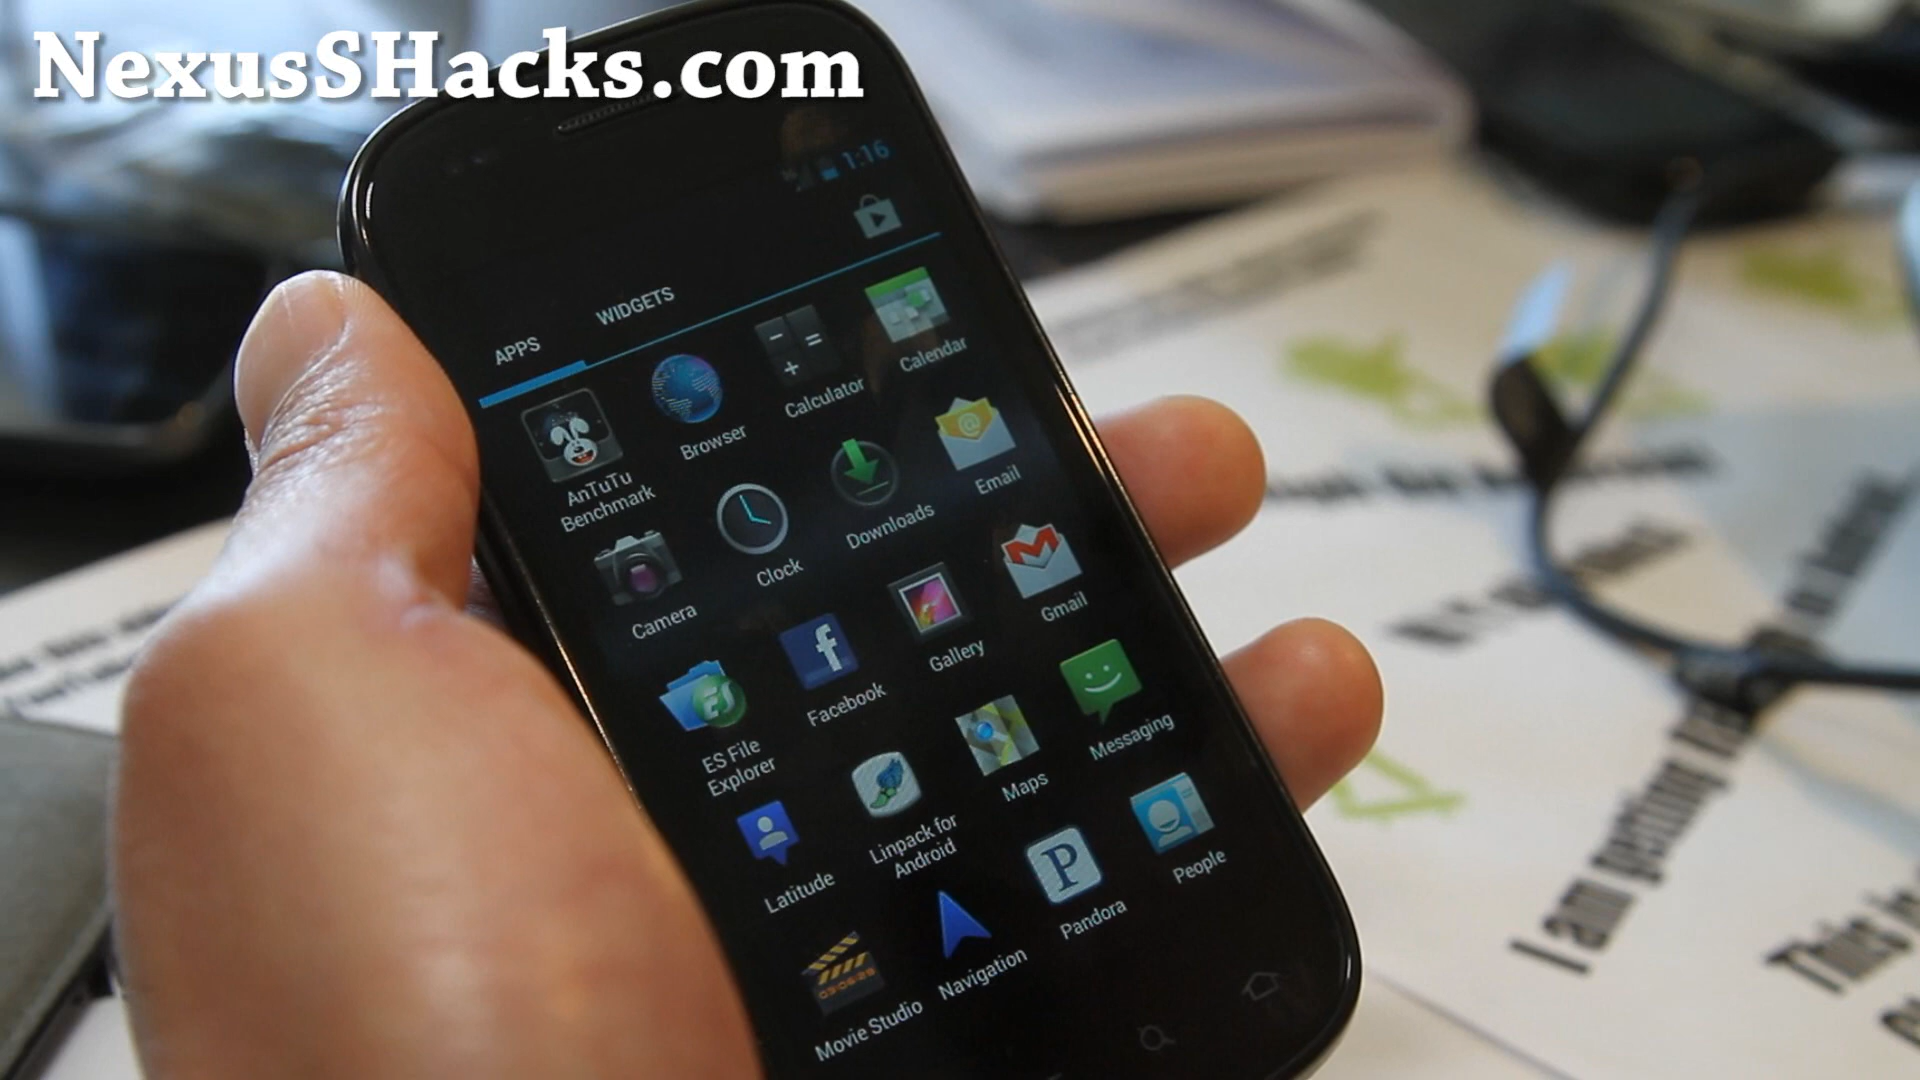 NexusSHacks.com
1:16
APPS
WIDGETS
AnTuTu
Benchmark
Browser
Calculator
Calendar
Camera
Clock
Downloads
Email
ES File
Explorer
Facebook
Gallery
Gmail
Latitude
Linpack for
Android
Maps
Messaging
Movie Studio
Navigation
Pandora
People
I am getting
This